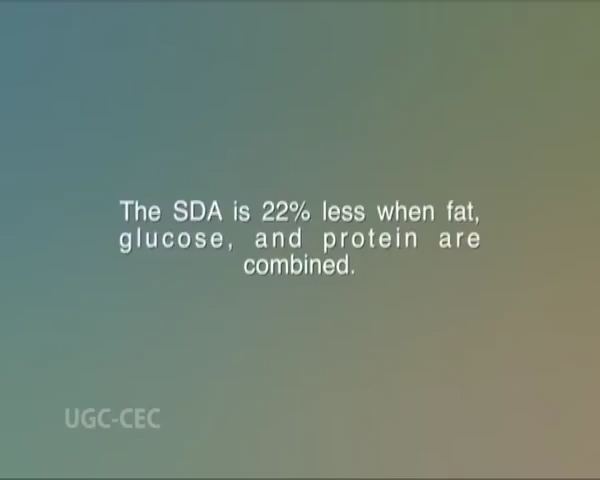 The SDA is 22% less when fat,
glucose, and protein are
combined.
UGC-CEC